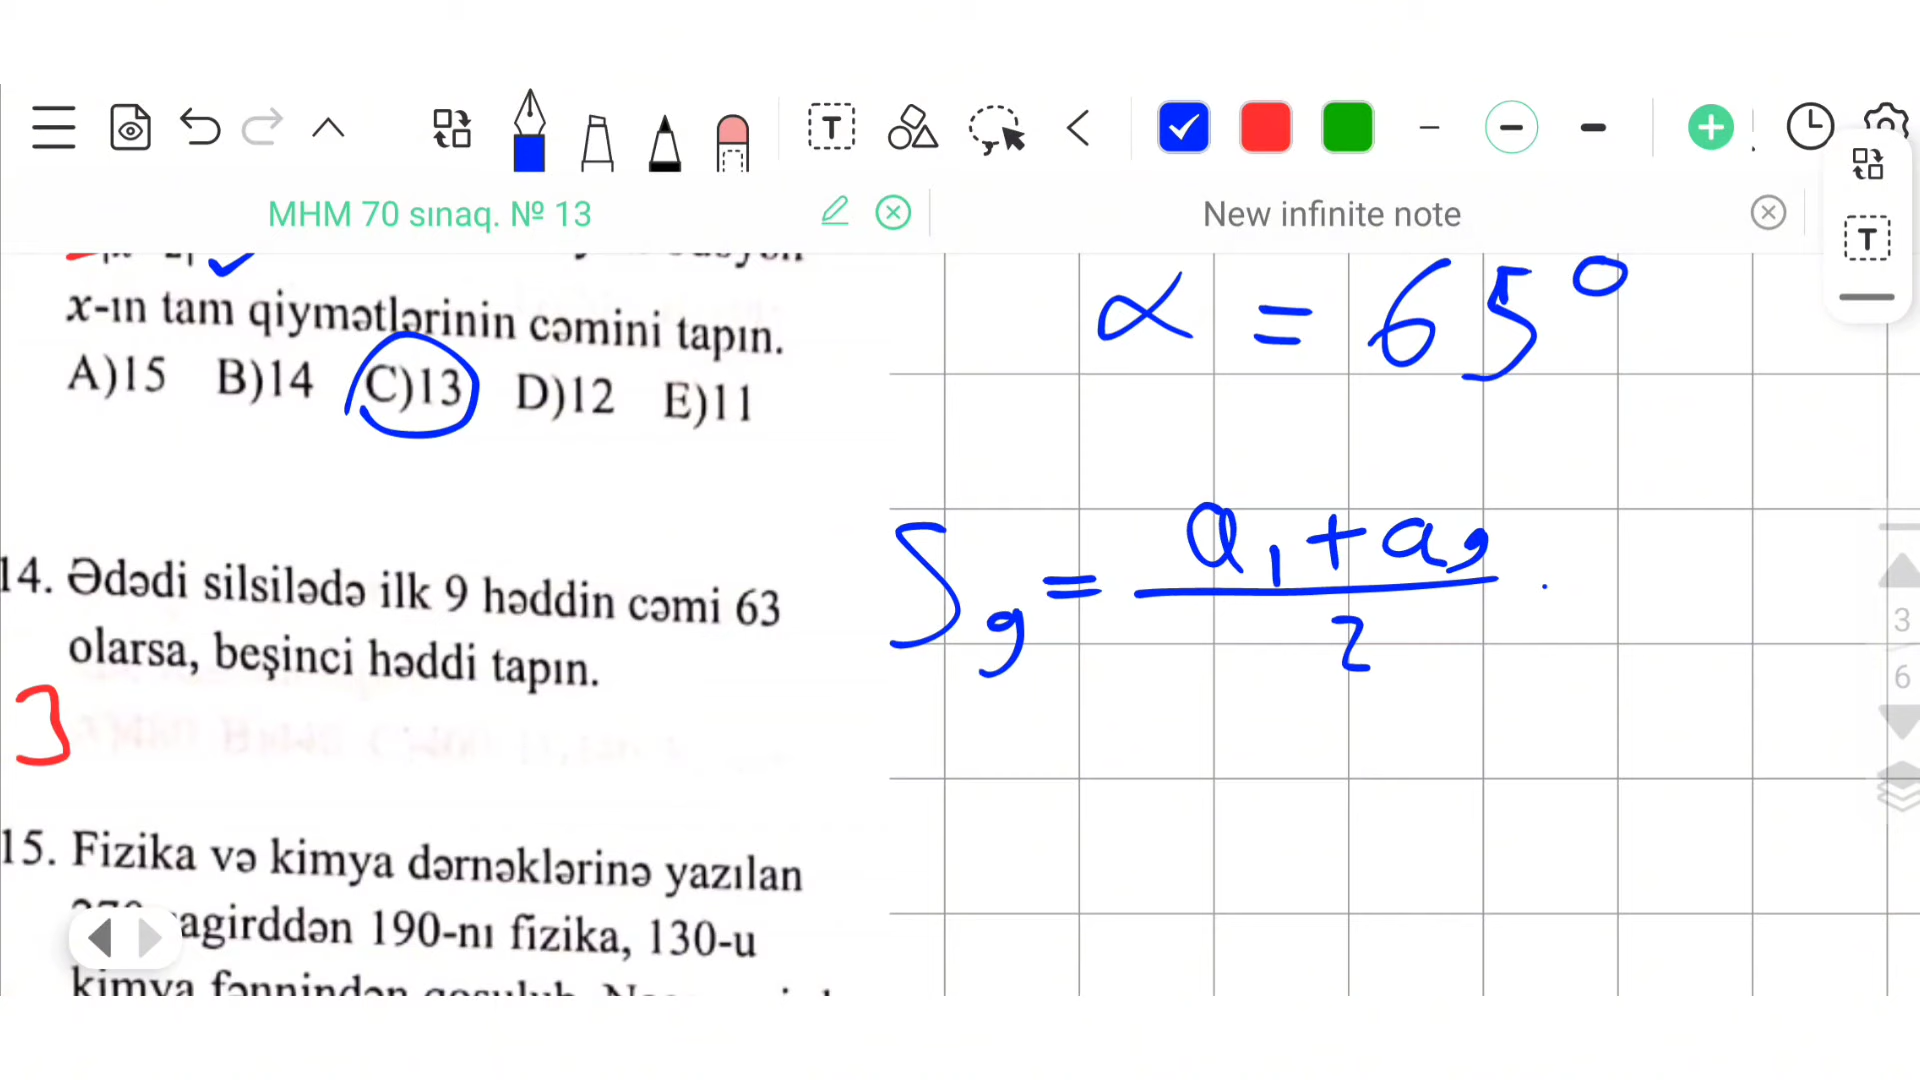 MHM 70 sınaq. № 13
New infinite note
x-ın tam qiymətlərinin cəmini tapın.
A)15 B)14 C)13 D)12 E)11
14. Ədədi silsilədə ilk 9 həddin cəmi 63
olarsa, beşinci həddi tapın.
3
15. Fizika və kimya dərnəklərinə yazılan
190-nı fizika, 130-u
kimya fənnindən
α = 65°
S₉ = (a₁ + a₉)/2 ·
T
T
3
6